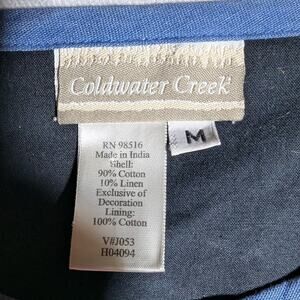 Coldwater Creek
M
RN 98516
Made in India
Shell:
90% Cotton
10% Linen
Exclusive of
Decoration
Lining:
100% Cotton
V#J053
H04094